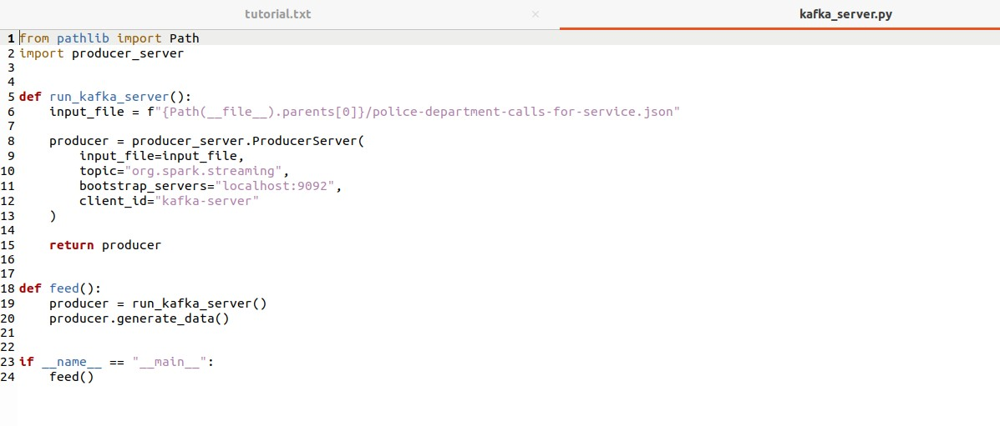 tutorial.txt × kafka_server.py
1 from pathlib import Path
2 import producer_server
3
4
5 def run_kafka_server():
6     input_file = f"{Path(__file__).parents[0]}/police-department-calls-for-service.json"
7
8     producer = producer_server.ProducerServer(
9         input_file=input_file,
10         topic="org.spark.streaming",
11         bootstrap_servers="localhost:9092",
12         client_id="kafka-server"
13     )
14
15     return producer
16
17
18 def feed():
19     producer = run_kafka_server()
20     producer.generate_data()
21
22
23 if __name__ == "__main__":
24     feed()